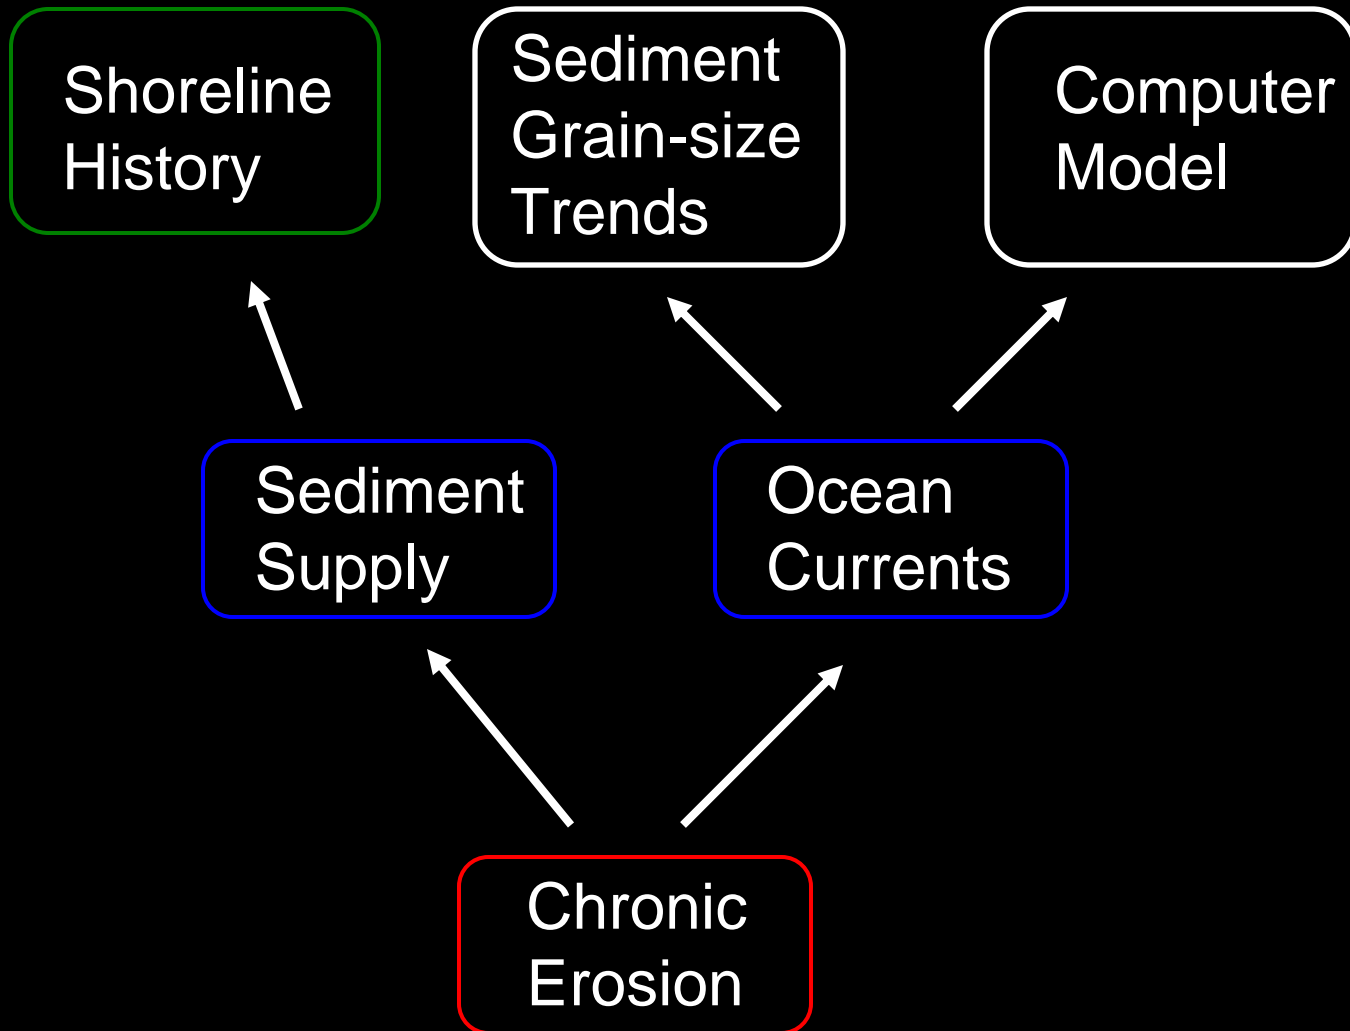 Shoreline
History
Sediment
Grain-size
Trends
Computer
Model
Sediment
Supply
Ocean
Currents
Chronic
Erosion